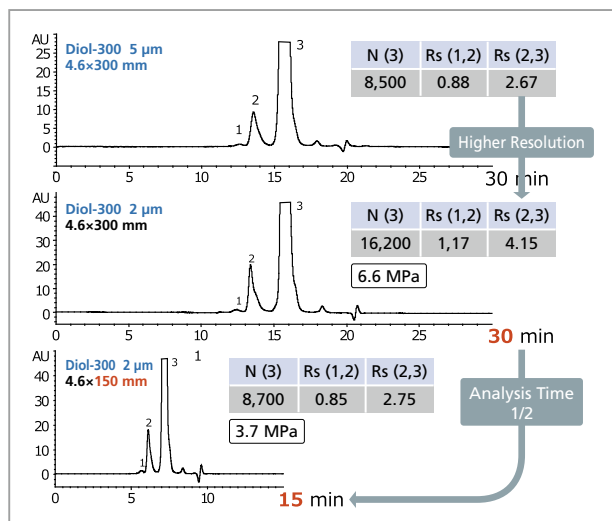 AU
Diol-300 5 µm
4.6×300 mm
25
20
15
10
5
0
1
2
3
0 5 10 15 20 25 30 min
N (3) Rs (1,2) Rs (2,3)
8,500 0.88 2.67
Higher Resolution
AU
Diol-300 2 µm
4.6×300 mm
40
30
20
10
0
1
2
3
0 5 10 15 20 25 30 min
N (3) Rs (1,2) Rs (2,3)
16,200 1,17 4.15
6.6 MPa
AU
Diol-300 2 µm
4.6×150 mm
40
30
20
10
0
1
2
3
1
0 5 10 15 min
N (3) Rs (1,2) Rs (2,3)
8,700 0.85 2.75
3.7 MPa
Analysis Time
1/2